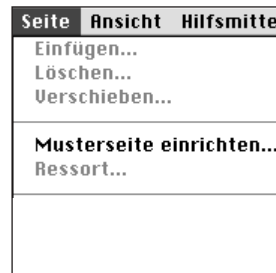 Seite Ansicht Hilfsmitte
Einfügen...
Löschen...
Verschieben...
Musterseite einrichten...
Ressort...